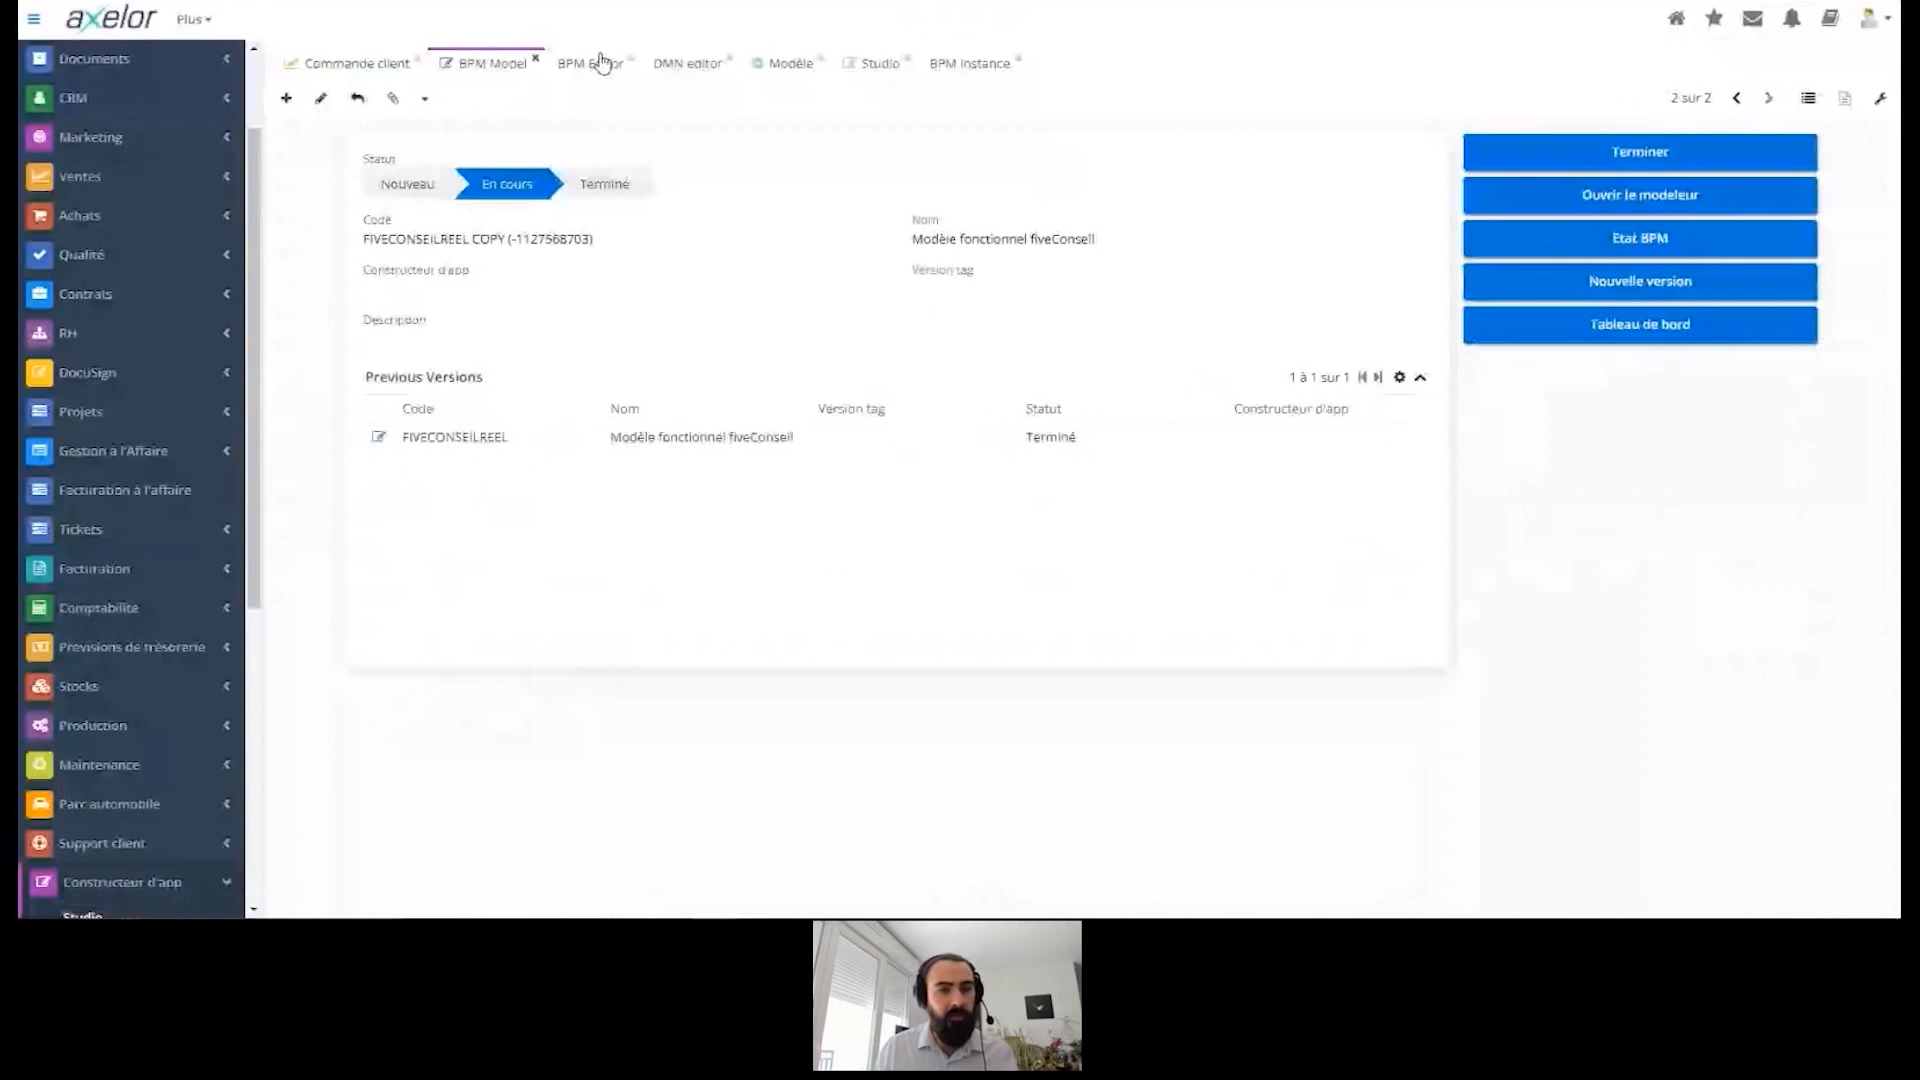 axelor Plus
Documents
CRM
Marketing
Ventes
Achats
Qualité
Contrats
RH
DocuSign
Projets
Gestion à l'Affaire
Facturation à l'affaire
Tickets
Facturation
Comptabilité
Prévisions de trésorerie
Stocks
Production
Maintenance
Parc automobile
Support client
Constructeur d'app
Studio
Commande client BPM Model BPM Editor DMN editor Modèle Studio BPM Instance
2 sur 2
Statut
Nouveau En cours Terminé
Code Nom
FIVECONSEILREEL COPY (-1127568703) Modèle fonctionnel fiveConseil
Constructeur d'app Version tag
Description
Previous Versions 1 à 1 sur 1
Code Nom Version tag Statut Constructeur d'app
FIVECONSEILREEL Modèle fonctionnel fiveConseil Terminé
Terminer
Ouvrir le modeleur
Etat BPM
Nouvelle version
Tableau de bord